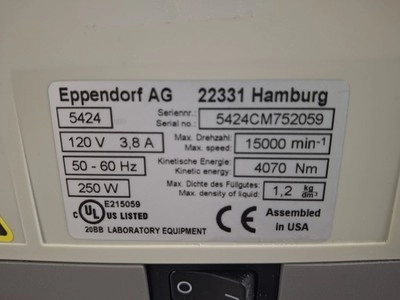 Eppendorf AG 22331 Hamburg
5424 Seriennr.: Serial no.: 5424CM752059
120 V 3,8 A Max. Drehzahl: Max. speed: 15000 min-1
50 - 60 Hz Kinetische Energie: Kinetic energy: 4070 Nm
250 W Max. Dichte des Füllgutes: Max. density of liquid: 1,2 kg dm³
E215059
c UL US LISTED CE Assembled in USA
20BB LABORATORY EQUIPMENT